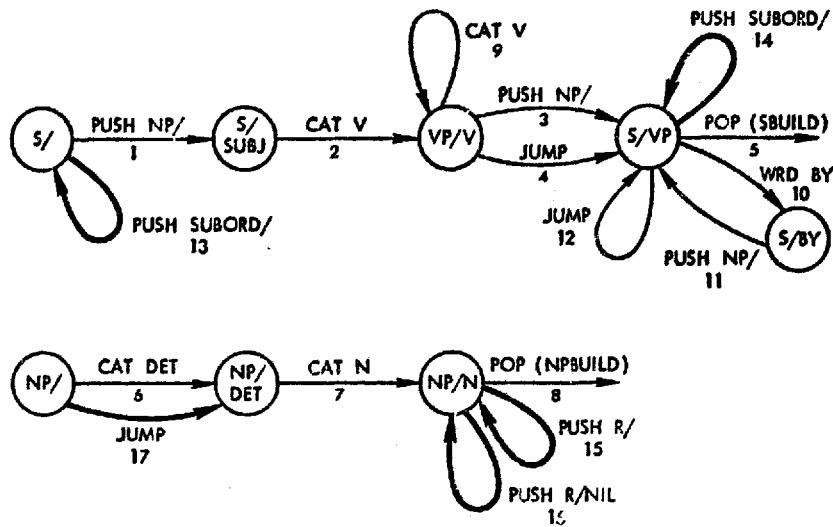 CAT V
9
PUSH SUBORD/
14
S/
PUSH NP/
1
S/
SUBJ
CAT V
2
VP/V
PUSH NP/
3
JUMP
4
S/VP
POP (SBUILD)
5
WRD BY
10
PUSH SUBORD/
13
JUMP
12
PUSH NP/
11
S/BY
NP/
CAT DET
6
JUMP
17
NP/
DET
CAT N
7
NP/N
POP (NPBUILD)
8
PUSH R/
15
PUSH R/NIL
16